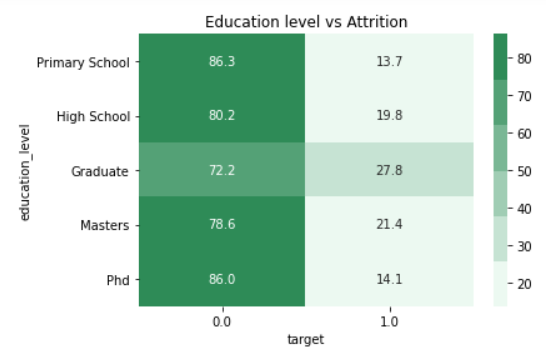 Education level vs Attrition
education_level
Primary School 86.3 13.7
High School 80.2 19.8
Graduate 72.2 27.8
Masters 78.6 21.4
Phd 86.0 14.1
0.0 1.0
target
80
70
60
50
40
30
20